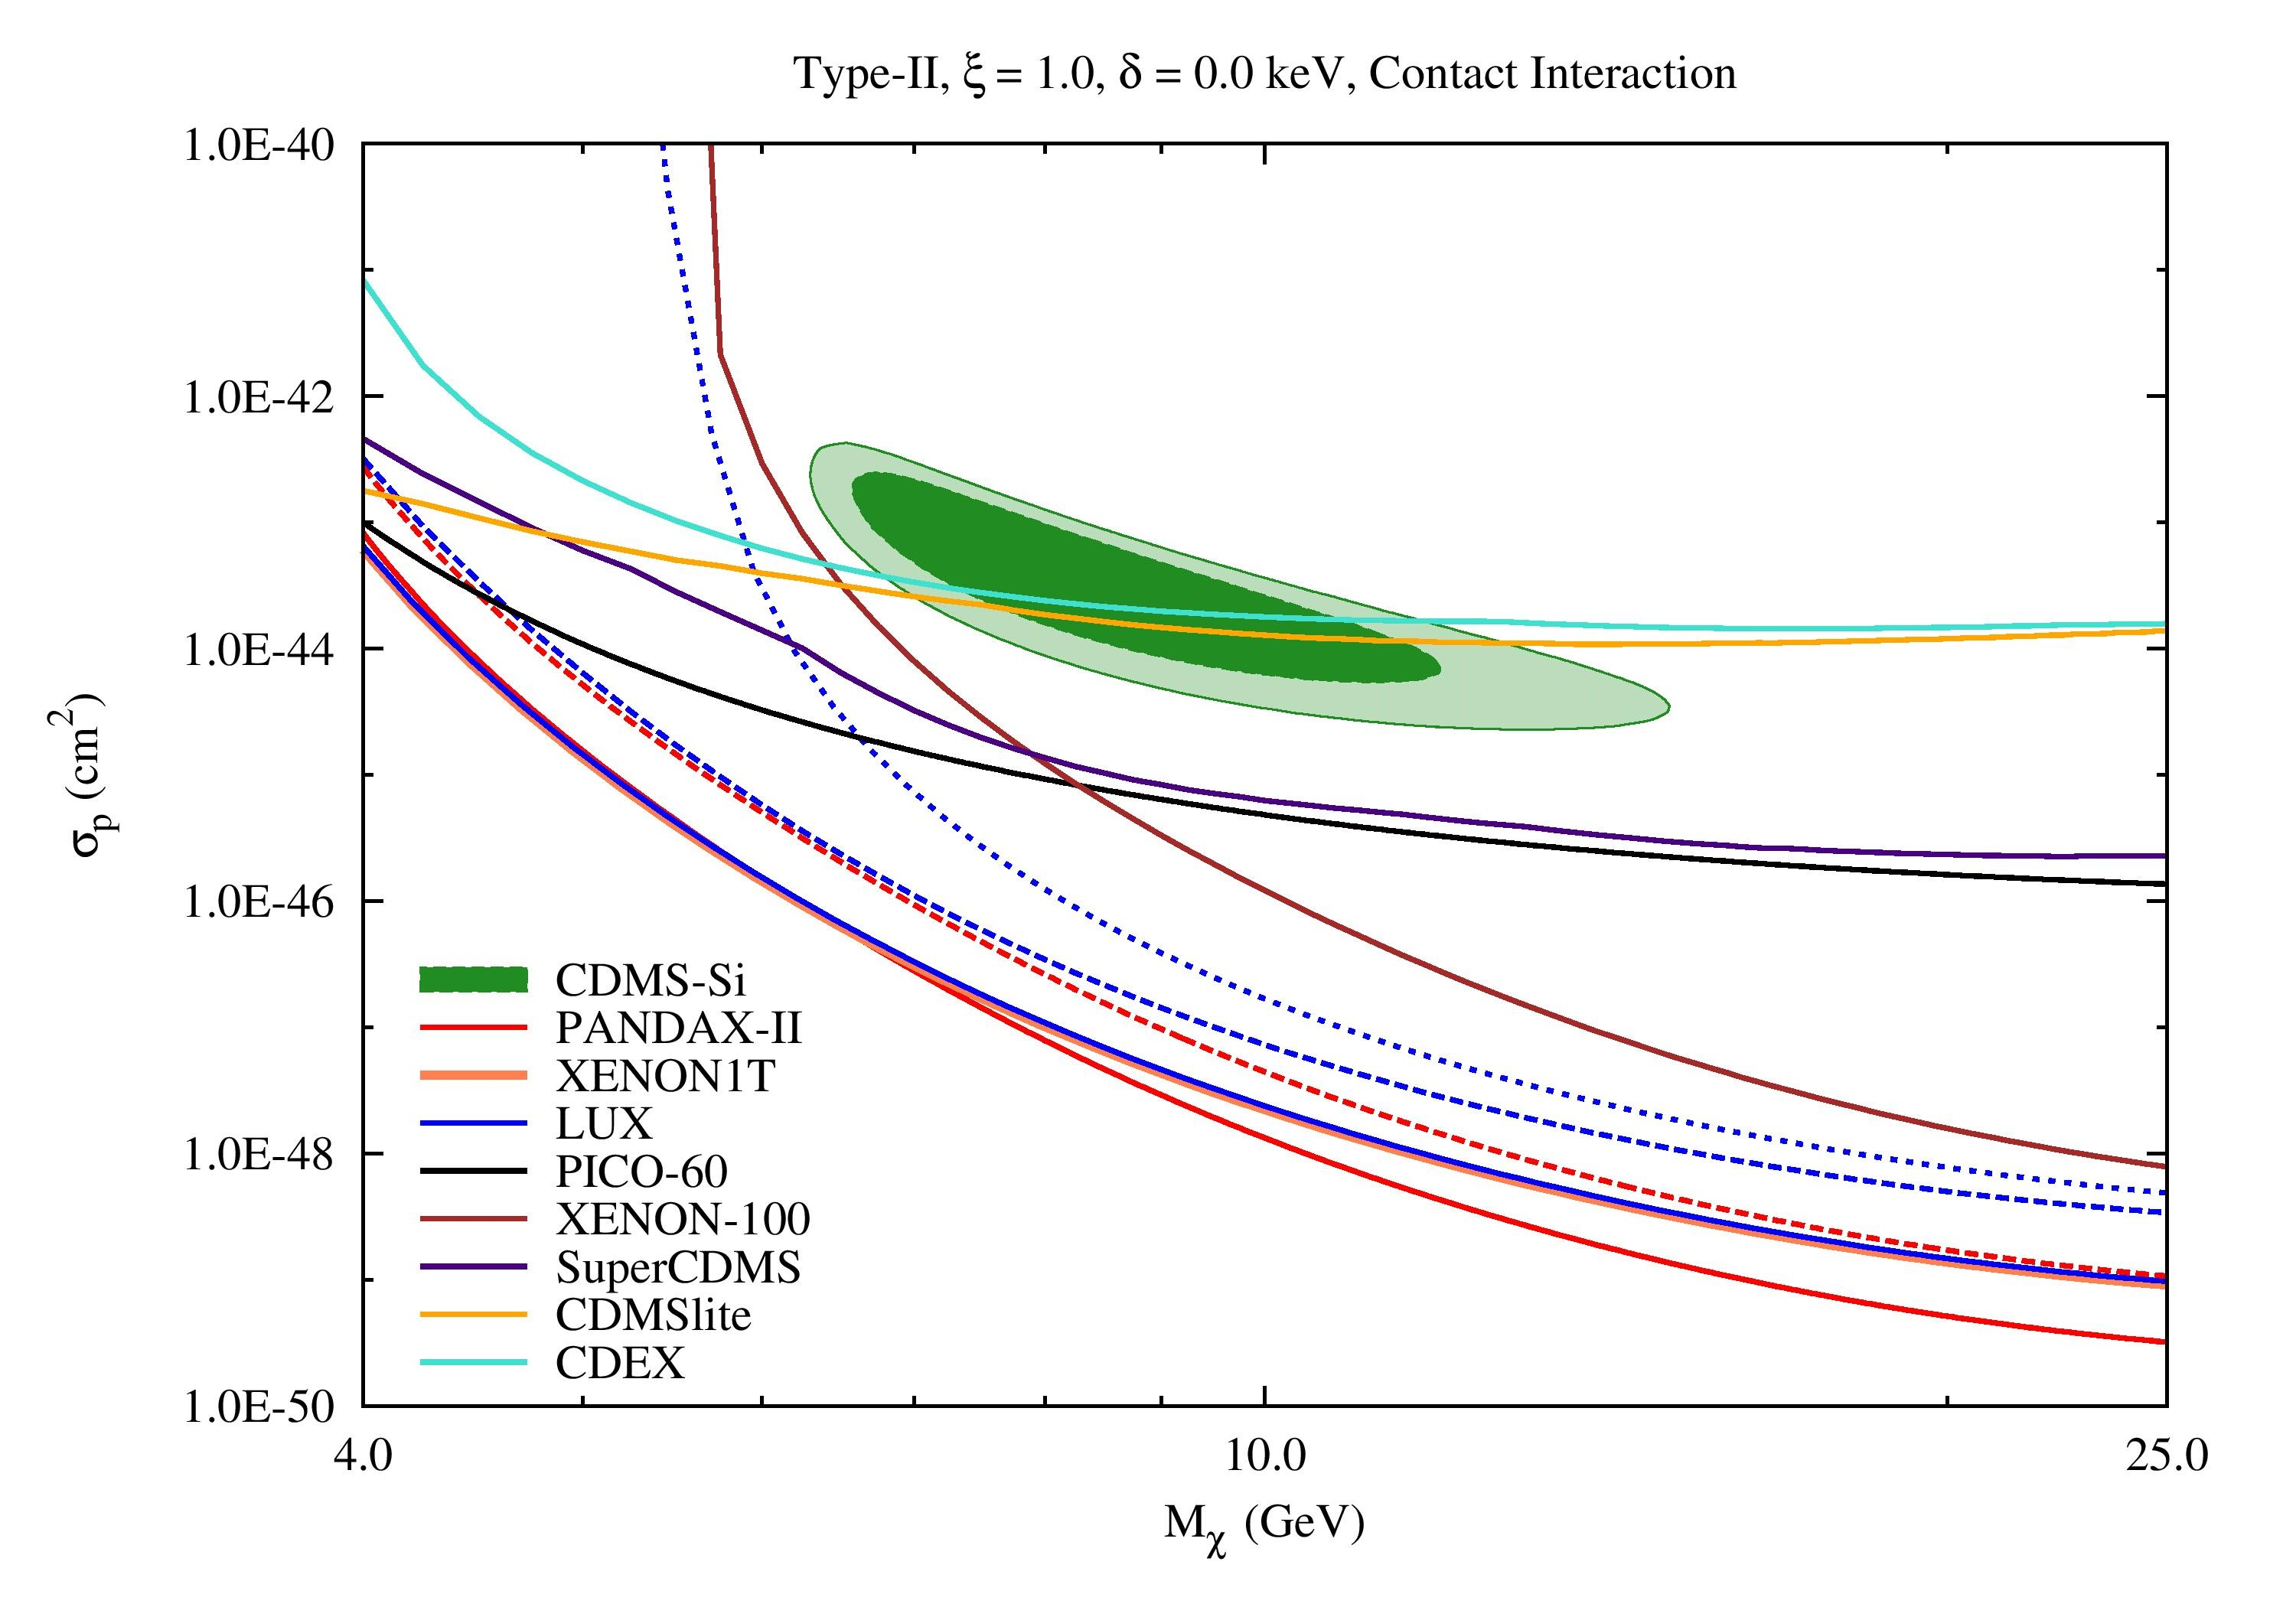 Type-II, ξ = 1.0, δ = 0.0 keV, Contact Interaction
1.0E-40
1.0E-42
1.0E-44
1.0E-46
1.0E-48
1.0E-50
σp (cm2)
CDMS-Si
PANDAX-II
XENON1T
LUX
PICO-60
XENON-100
SuperCDMS
CDMSlite
CDEX
4.0 10.0 25.0
Mχ (GeV)